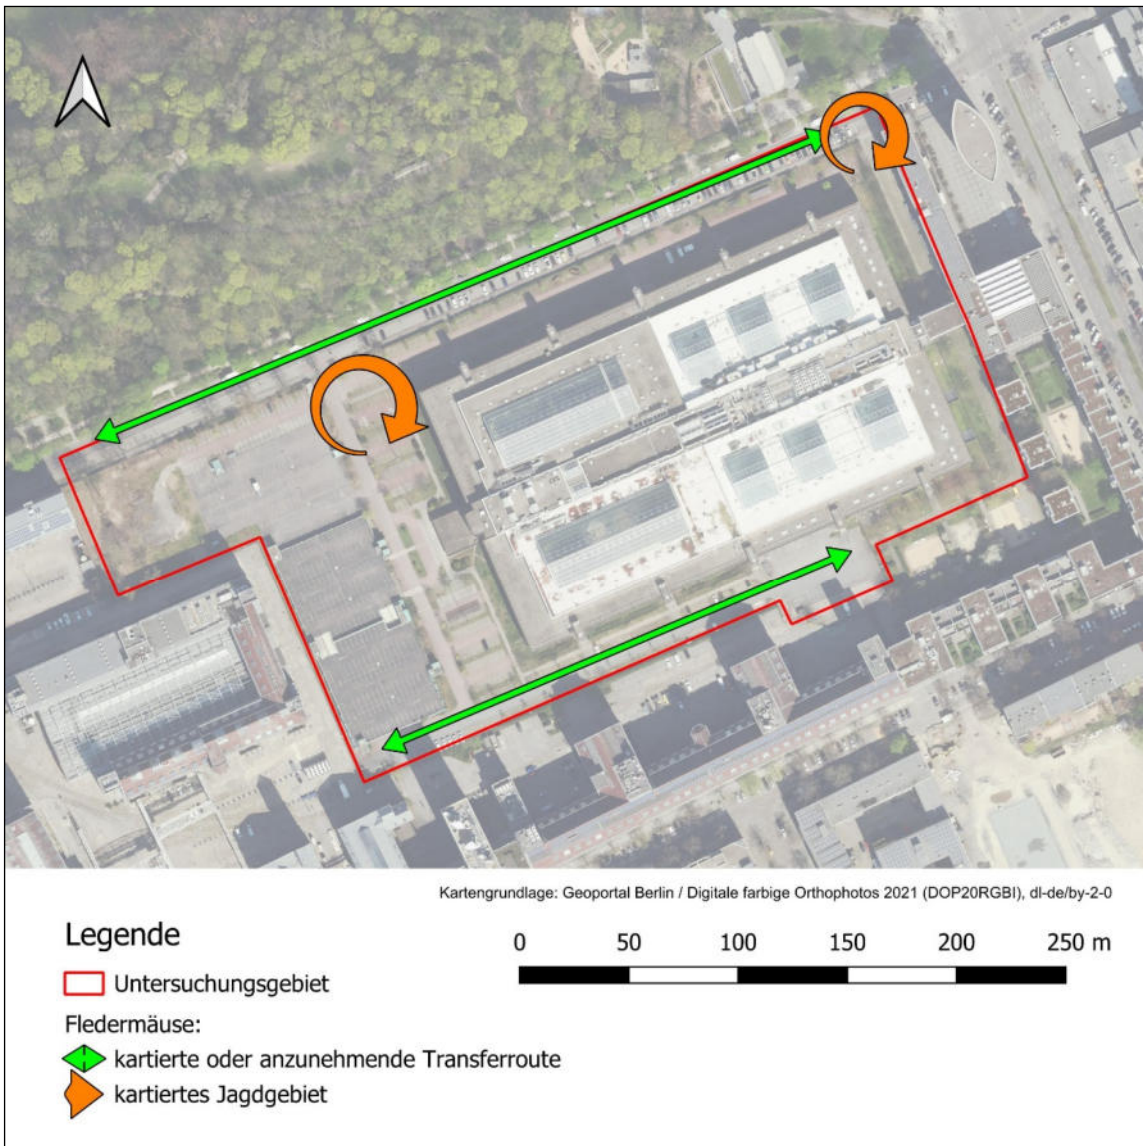 Kartengrundlage: Geoportal Berlin / Digitale farbige Orthophotos 2021 (DOP20RGBI), dl-de/by-2-0
Legende
0 50 100 150 200 250 m
Untersuchungsgebiet
Fledermäuse:
kartierte oder anzunehmende Transferroute
kartiertes Jagdgebiet